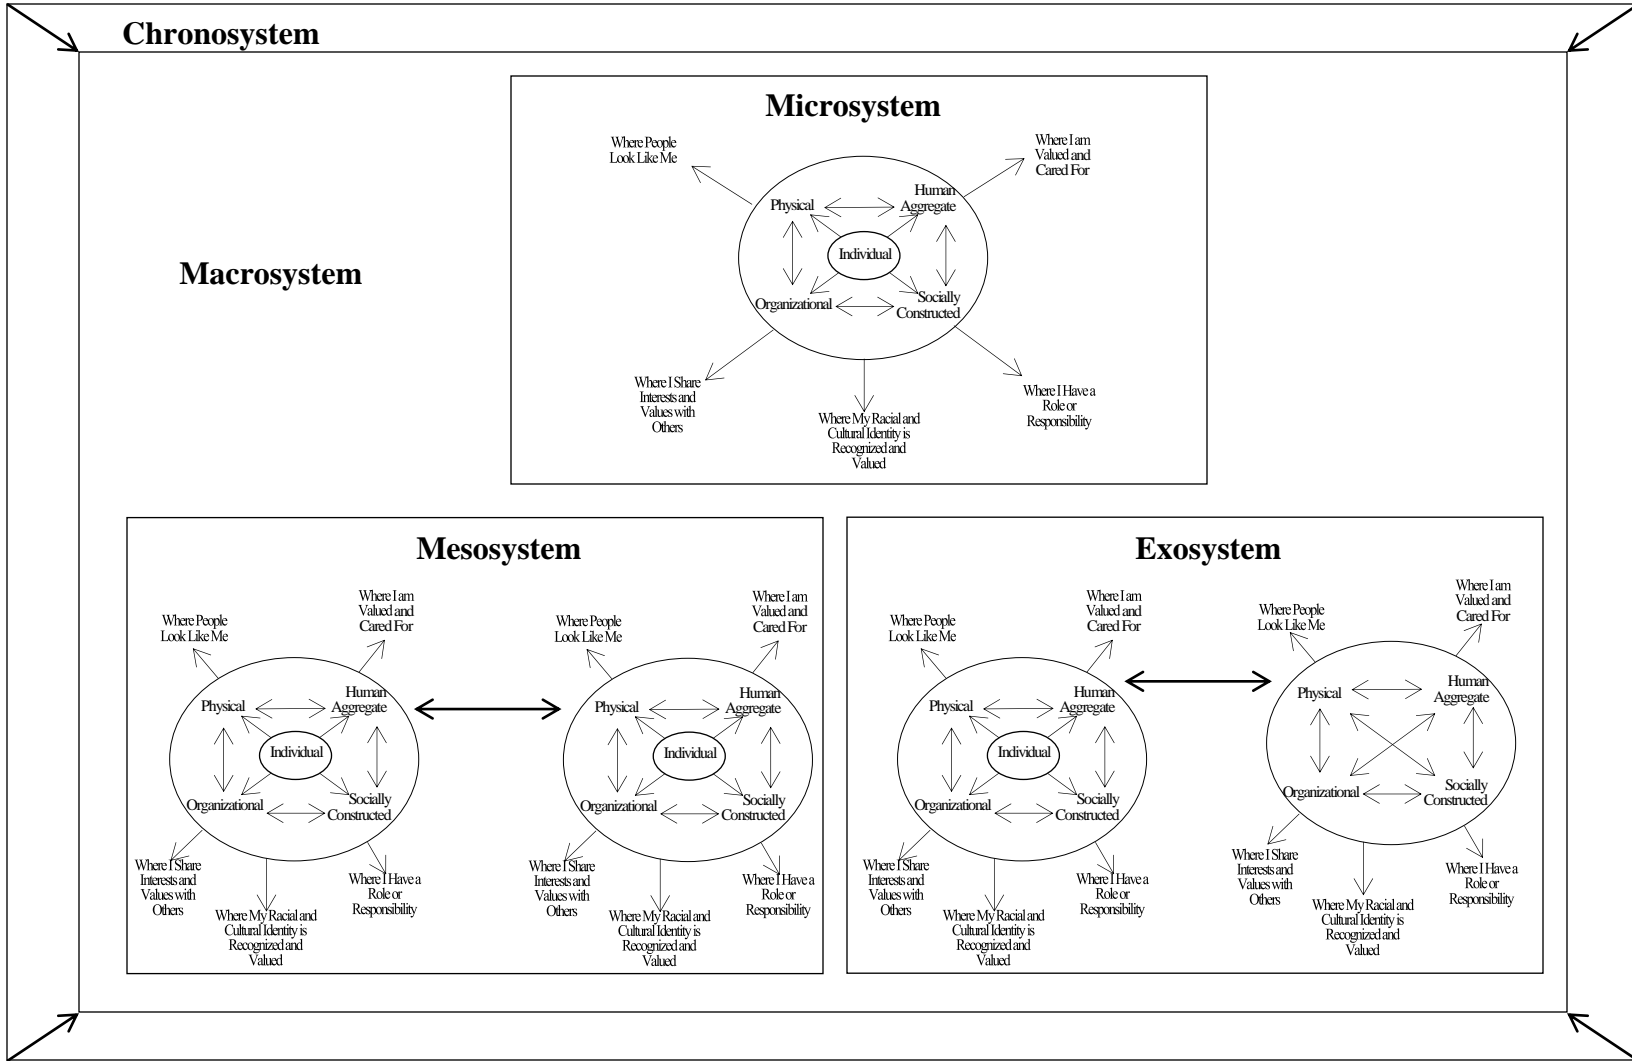 Chronosystem
Microsystem
Where People
Look Like Me
Where I am
Valued and
Cared For
Physical
Human
Aggregate
Individual
Organizational
Socially
Constructed
Where I Share
Interests and
Values with
Others
Where My Racial and
Cultural Identity is
Recognized and
Valued
Where I Have a
Role or
Responsibility
Macrosystem
Mesosystem
Where People
Look Like Me
Where I am
Valued and
Cared For
Physical
Human
Aggregate
Individual
Organizational
Socially
Constructed
Where I Share
Interests and
Values with
Others
Where My Racial and
Cultural Identity is
Recognized and
Valued
Where I Have a
Role or
Responsibility
Where People
Look Like Me
Where I am
Valued and
Cared For
Physical
Human
Aggregate
Individual
Organizational
Socially
Constructed
Where I Share
Interests and
Values with
Others
Where My Racial and
Cultural Identity is
Recognized and
Valued
Where I Have a
Role or
Responsibility
Exosystem
Where People
Look Like Me
Where I am
Valued and
Cared For
Physical
Human
Aggregate
Individual
Organizational
Socially
Constructed
Where I Share
Interests and
Values with
Others
Where My Racial and
Cultural Identity is
Recognized and
Valued
Where I Have a
Role or
Responsibility
Where People
Look Like Me
Where I am
Valued and
Cared For
Physical
Human
Aggregate
Organizational
Socially
Constructed
Where I Share
Interests and
Values with
Others
Where My Racial and
Cultural Identity is
Recognized and
Valued
Where I Have a
Role or
Responsibility